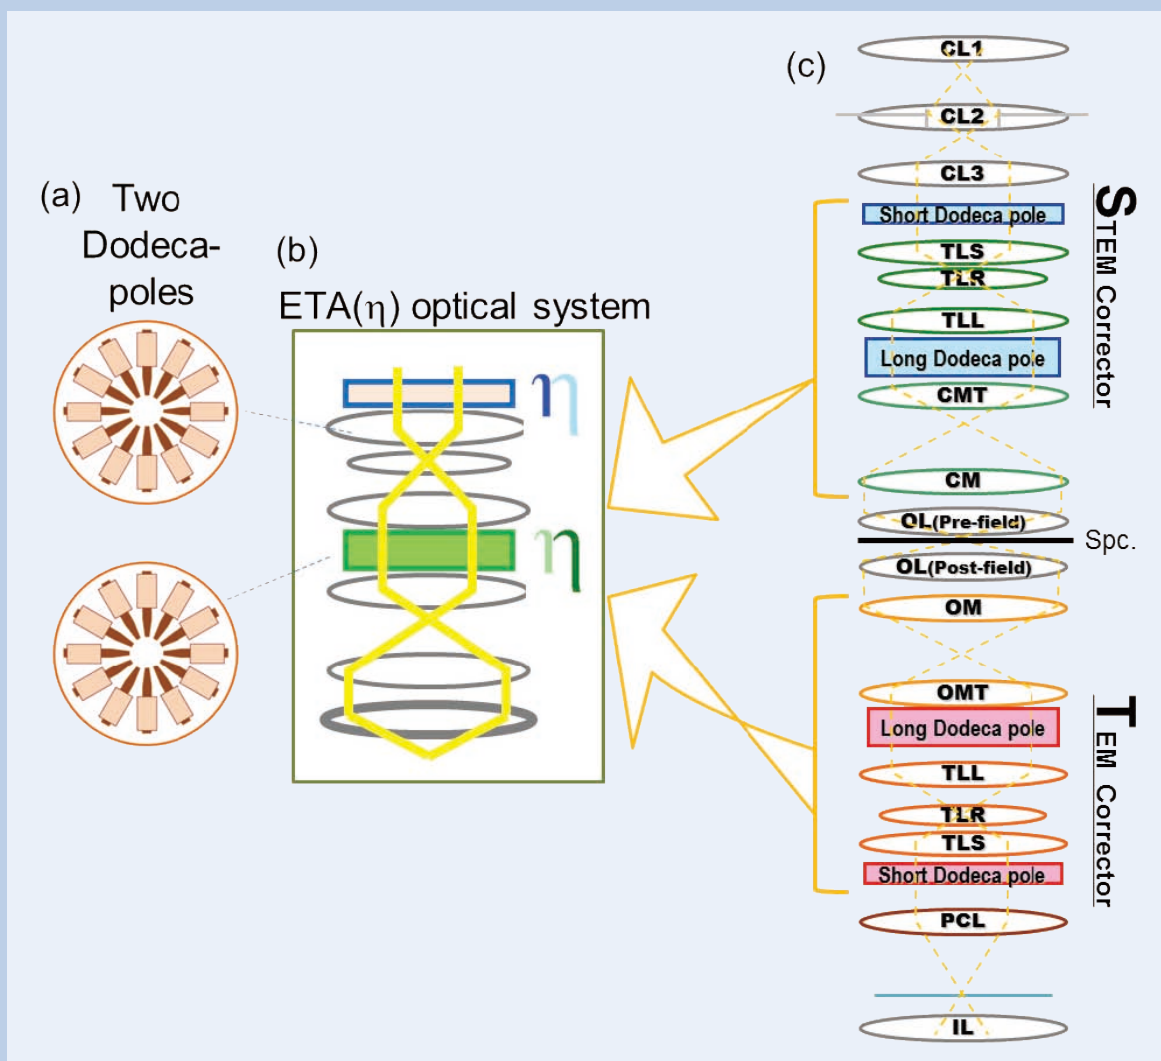 (a) Two
Dodeca-
poles
(b)
ETA(η) optical system
η
η
(c)
CL1
CL2
CL3
Short Dodeca pole
TLS
TLR
TLL
Long Dodeca pole
CMT
CM
OL(Pre-field)
Spc.
OL(Post-field)
OM
OMT
Long Dodeca pole
TLL
TLR
TLS
Short Dodeca pole
PCL
IL
STEM Corrector
TEM Corrector